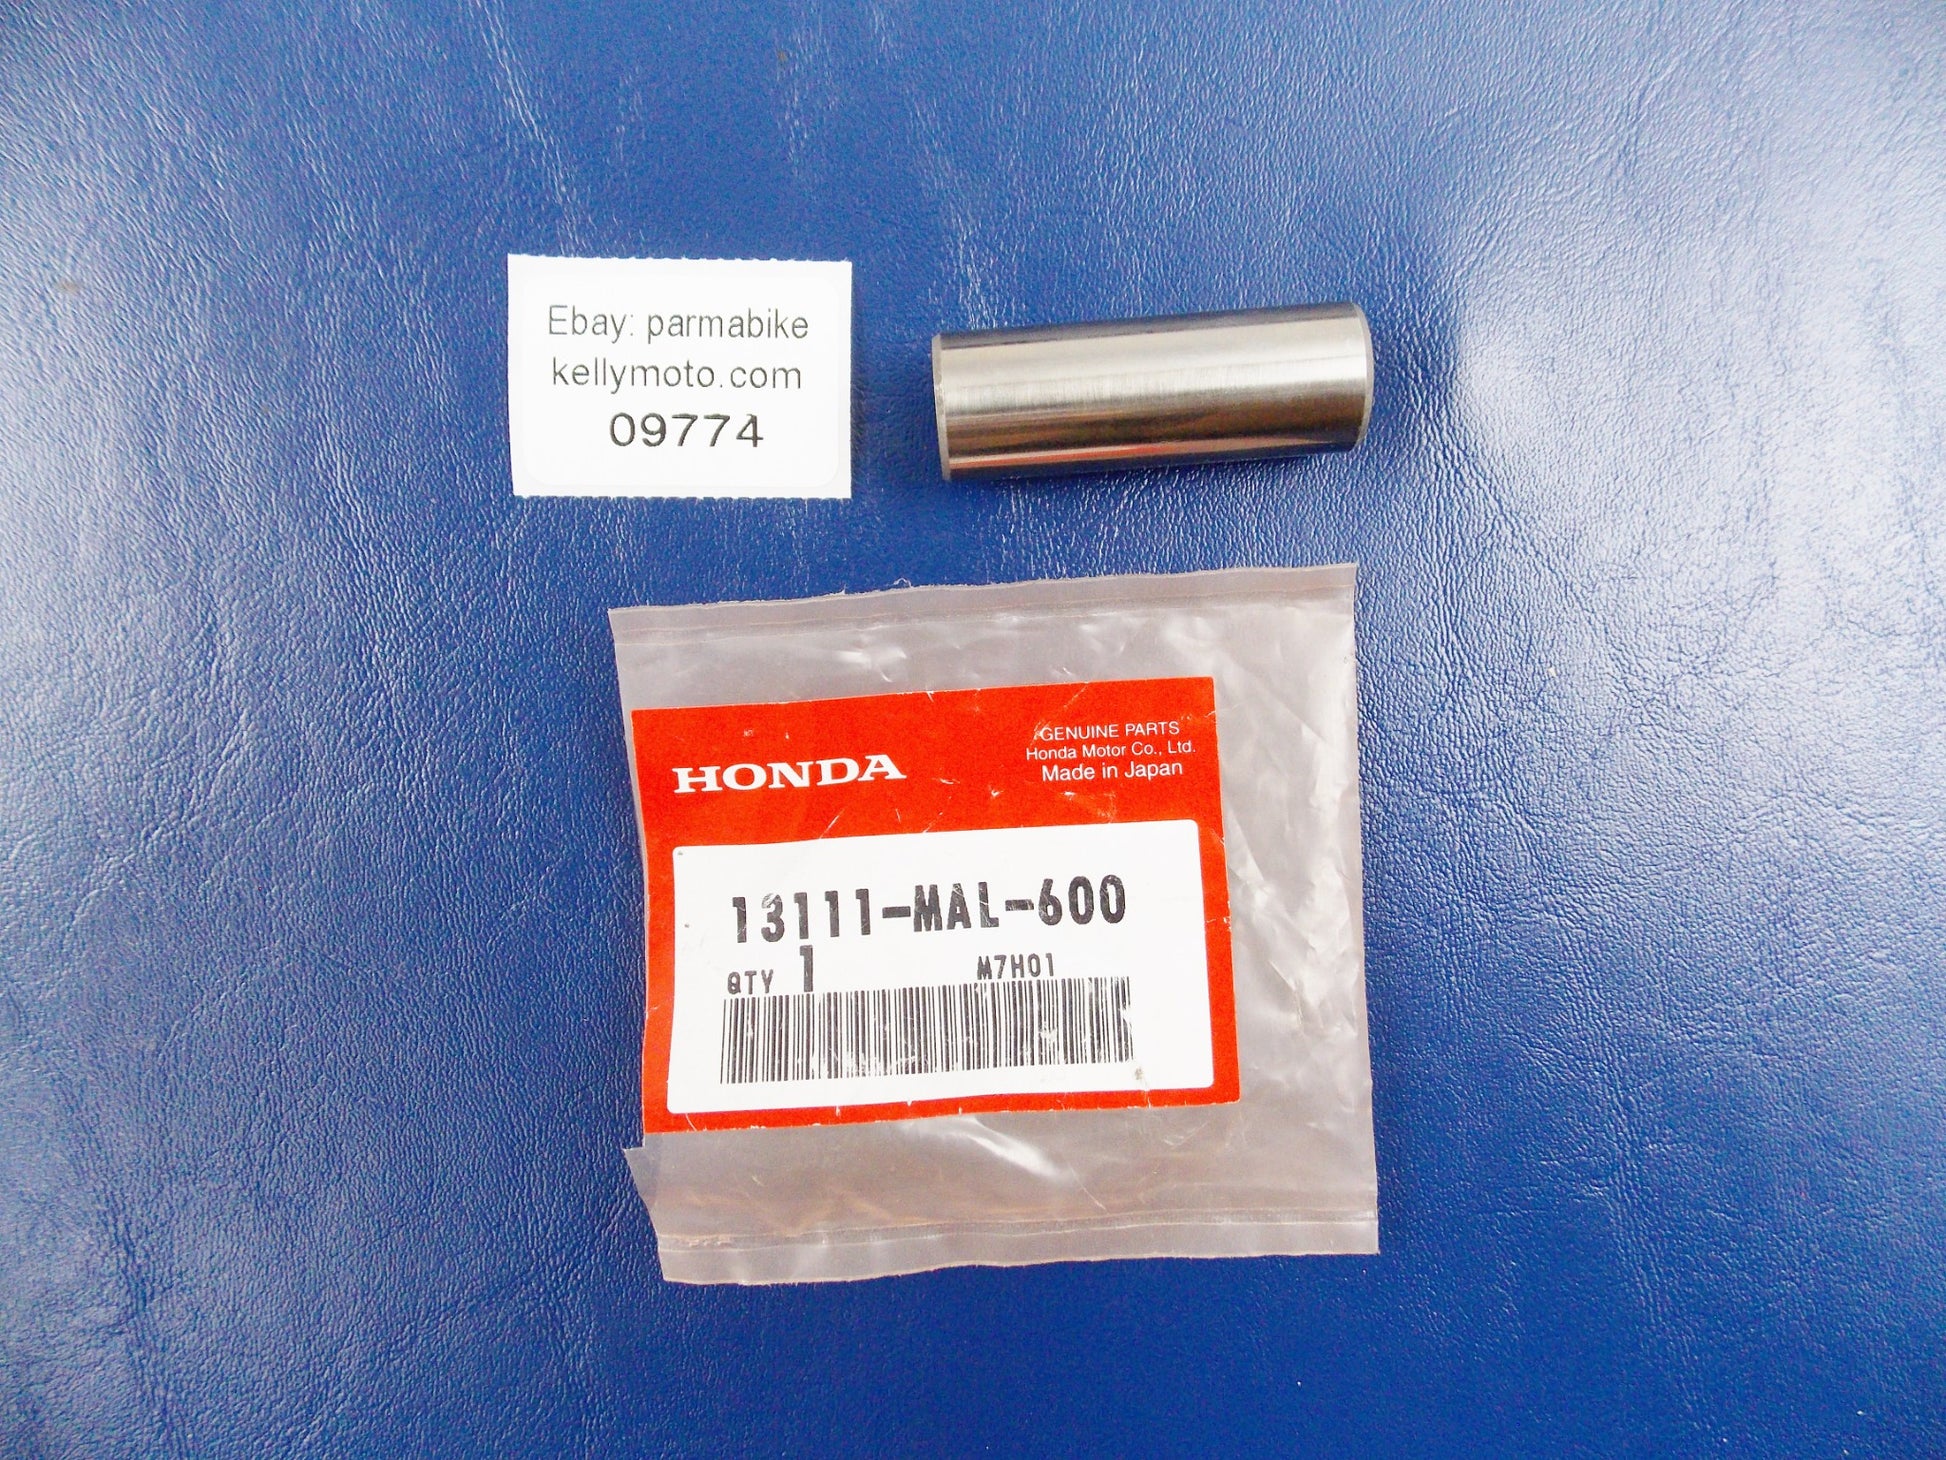 Ebay: parmabike
kellymoto.com
09774
HONDA
GENUINE PARTS
Honda Motor Co., Ltd.
Made in Japan
13111-MAL-600
QTY 1 M7H01